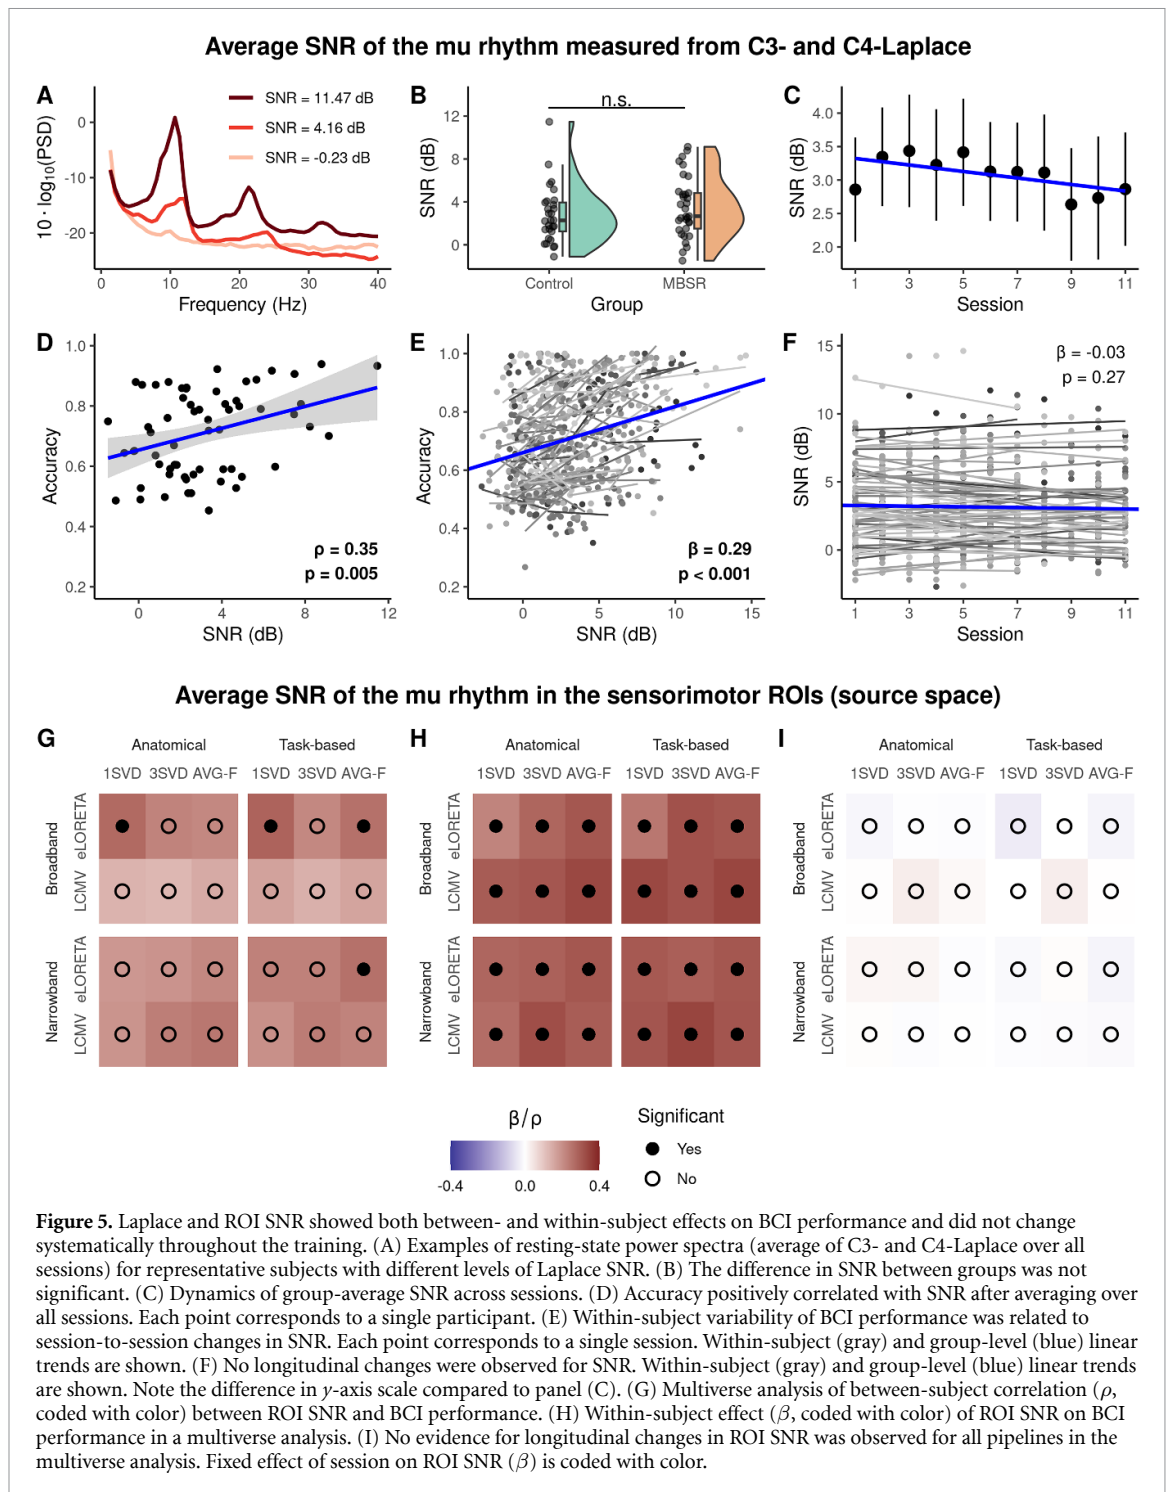 Average SNR of the mu rhythm measured from C3- and C4-Laplace
A
SNR = 11.47 dB
SNR = 4.16 dB
SNR = -0.23 dB
10 · log10(PSD)
0
-10
-20
0 10 20 30 40
Frequency (Hz)
B
n.s.
SNR (dB)
12
8
4
0
Control MBSR
Group
C
SNR (dB)
4.0
3.5
3.0
2.5
2.0
1 3 5 7 9 11
Session
D
Accuracy
1.0
0.8
0.6
0.4
0.2
ρ = 0.35
p = 0.005
0 4 8 12
SNR (dB)
E
Accuracy
1.0
0.8
0.6
0.4
0.2
β = 0.29
p < 0.001
0 5 10 15
SNR (dB)
F
SNR (dB)
15
10
5
0
β = -0.03
p = 0.27
1 3 5 7 9 11
Session
Average SNR of the mu rhythm in the sensorimotor ROIs (source space)
G
Anatomical Task-based
1SVD 3SVD AVG-F 1SVD 3SVD AVG-F
Broadband
eLORETA
LCMV
Narrowband
eLORETA
LCMV
H
Anatomical Task-based
1SVD 3SVD AVG-F 1SVD 3SVD AVG-F
Broadband
eLORETA
LCMV
Narrowband
eLORETA
LCMV
I
Anatomical Task-based
1SVD 3SVD AVG-F 1SVD 3SVD AVG-F
Broadband
eLORETA
LCMV
Narrowband
eLORETA
LCMV
β/ρ
-0.4 0.0 0.4
Significant
Yes
No
Figure 5. Laplace and ROI SNR showed both between- and within-subject effects on BCI performance and did not change
systematically throughout the training. (A) Examples of resting-state power spectra (average of C3- and C4-Laplace over all
sessions) for representative subjects with different levels of Laplace SNR. (B) The difference in SNR between groups was not
significant. (C) Dynamics of group-average SNR across sessions. (D) Accuracy positively correlated with SNR after averaging over
all sessions. Each point corresponds to a single participant. (E) Within-subject variability of BCI performance was related to
session-to-session changes in SNR. Each point corresponds to a single session. Within-subject (gray) and group-level (blue) linear
trends are shown. (F) No longitudinal changes were observed for SNR. Within-subject (gray) and group-level (blue) linear trends
are shown. Note the difference in y-axis scale compared to panel (C). (G) Multiverse analysis of between-subject correlation (ρ,
coded with color) between ROI SNR and BCI performance. (H) Within-subject effect (β, coded with color) of ROI SNR on BCI
performance in a multiverse analysis. (I) No evidence for longitudinal changes in ROI SNR was observed for all pipelines in the
multiverse analysis. Fixed effect of session on ROI SNR (β) is coded with color.